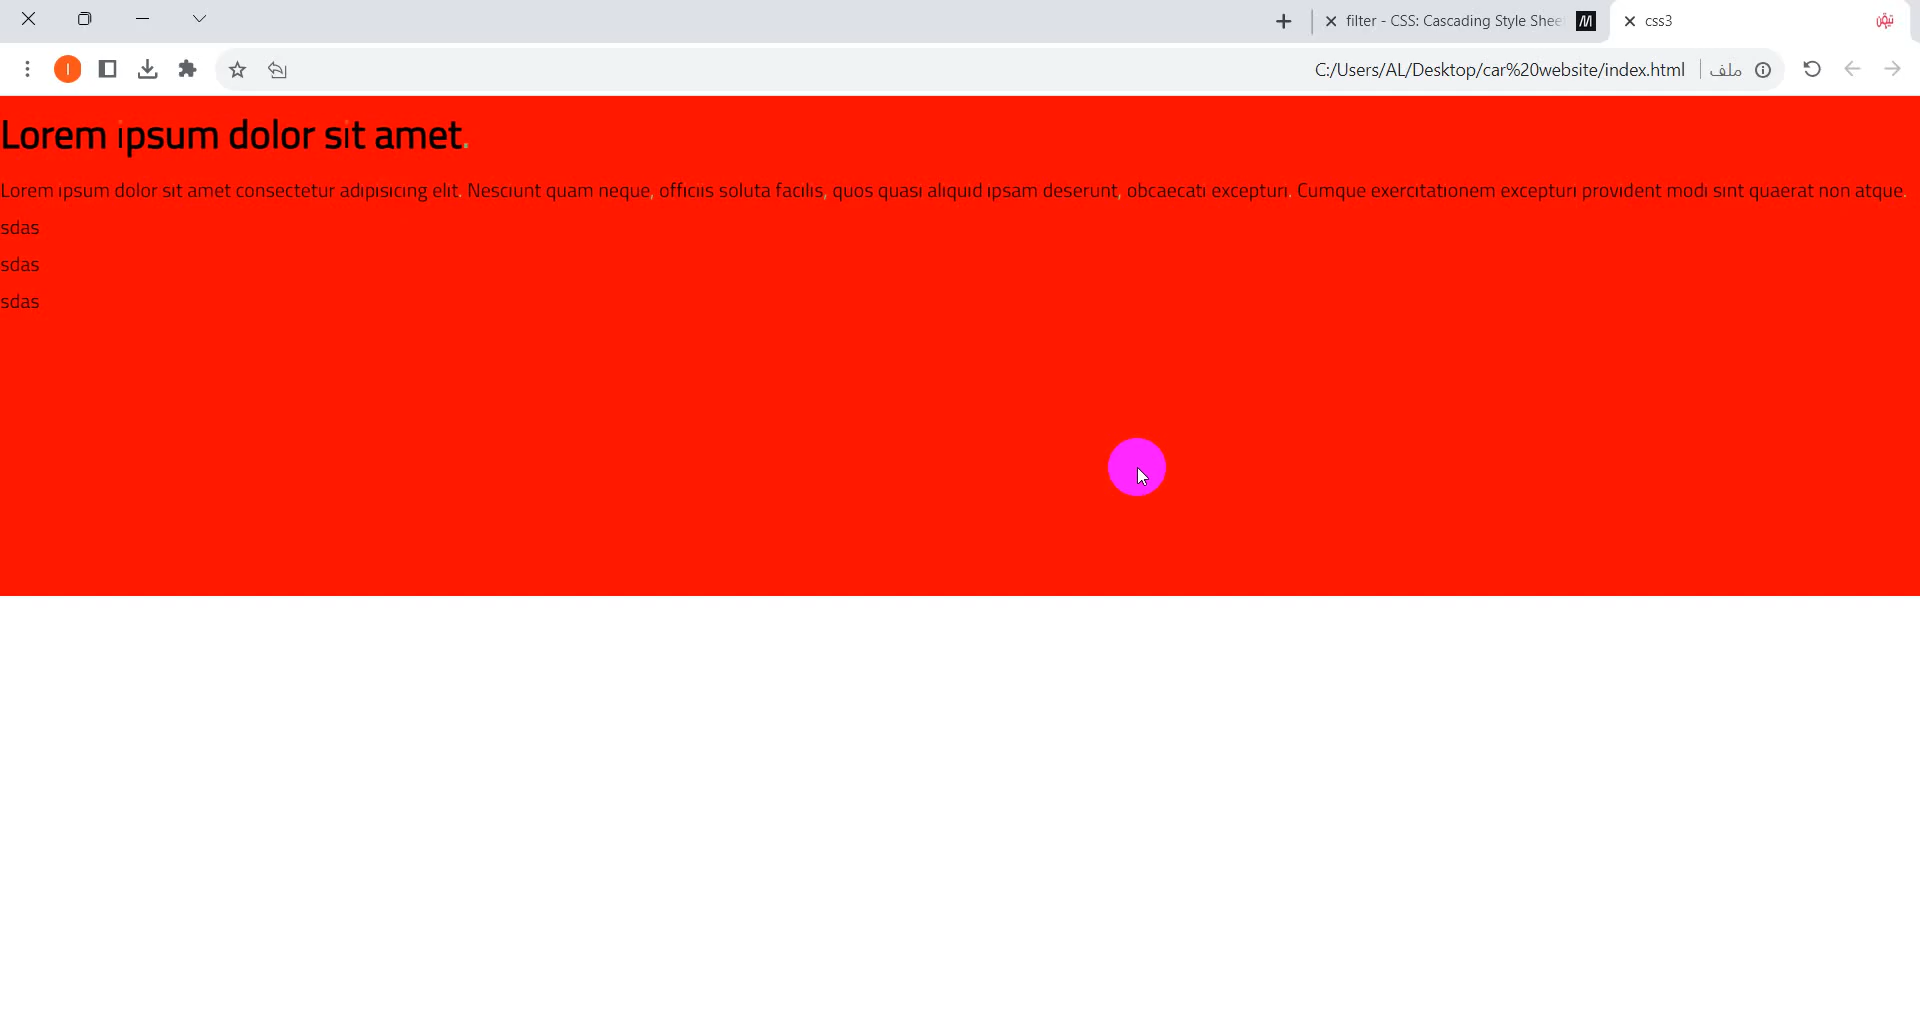 filter - CSS: Cascading Style Shee
css3
تيقن
C:/Users/AL/Desktop/car%20website/index.html
ملف
Lorem ipsum dolor sit amet.
Lorem ipsum dolor sit amet consectetur adipisicing elit. Nesciunt quam neque, officiis soluta facilis, quos quasi aliquid ipsam deserunt, obcaecati excepturi. Cumque exercitationem excepturi provident modi sint quaerat non atque.
sdas
sdas
sdas